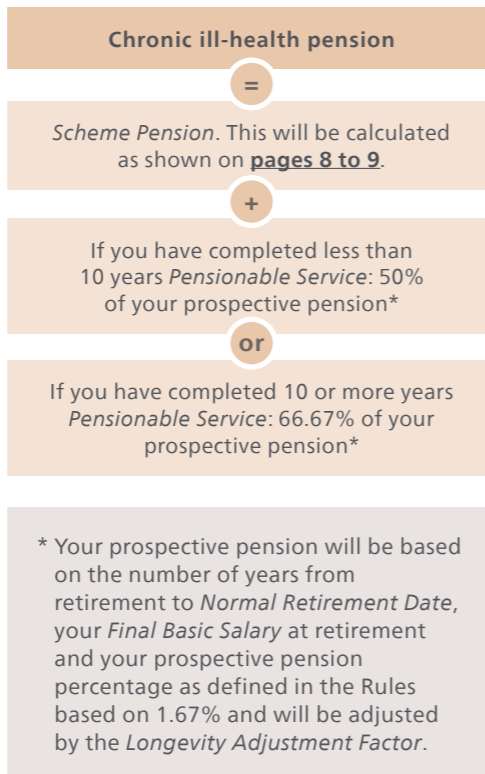 Chronic ill-health pension
=
Scheme Pension. This will be calculated
as shown on pages 8 to 9.
+
If you have completed less than
10 years Pensionable Service: 50%
of your prospective pension*
or
If you have completed 10 or more years
Pensionable Service: 66.67% of your
prospective pension*
* Your prospective pension will be based
on the number of years from
retirement to Normal Retirement Date,
your Final Basic Salary at retirement
and your prospective pension
percentage as defined in the Rules
based on 1.67% and will be adjusted
by the Longevity Adjustment Factor.